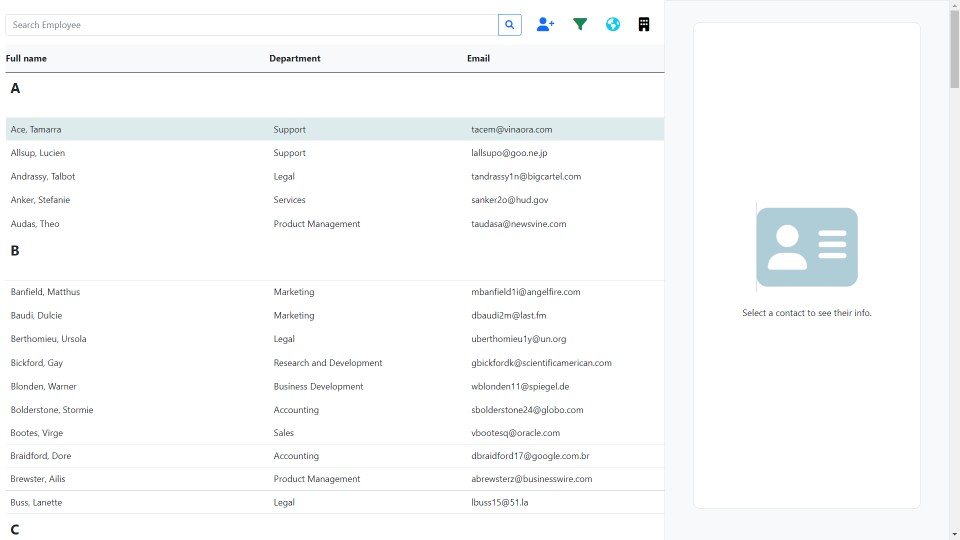 Search Employee
Full name Department Email
A
Ace, Tamarra Support tacem@vinaora.com
Allsup, Lucien Support lallsupo@goo.ne.jp
Andrassy, Talbot Legal tandrassy1n@bigcartel.com
Anker, Stefanie Services sanker2o@hud.gov
Audas, Theo Product Management taudasa@newsvine.com
B
Banfield, Matthus Marketing mbanfield1i@angelfire.com
Baudi, Dulcie Marketing dbaudi2m@last.fm
Berthomieu, Ursola Legal uberthomieu1y@un.org
Bickford, Gay Research and Development gbickfordk@scientificamerican.com
Blonden, Warner Business Development wblonden11@spiegel.de
Bolderstone, Stormie Accounting sbolderstone24@globo.com
Bootes, Virge Sales vbootesq@oracle.com
Braidford, Dore Accounting dbraidford17@google.com.br
Brewster, Ailis Product Management abrewsterz@businesswire.com
Buss, Lanette Legal lbuss15@51.la
C
Select a contact to see their info.